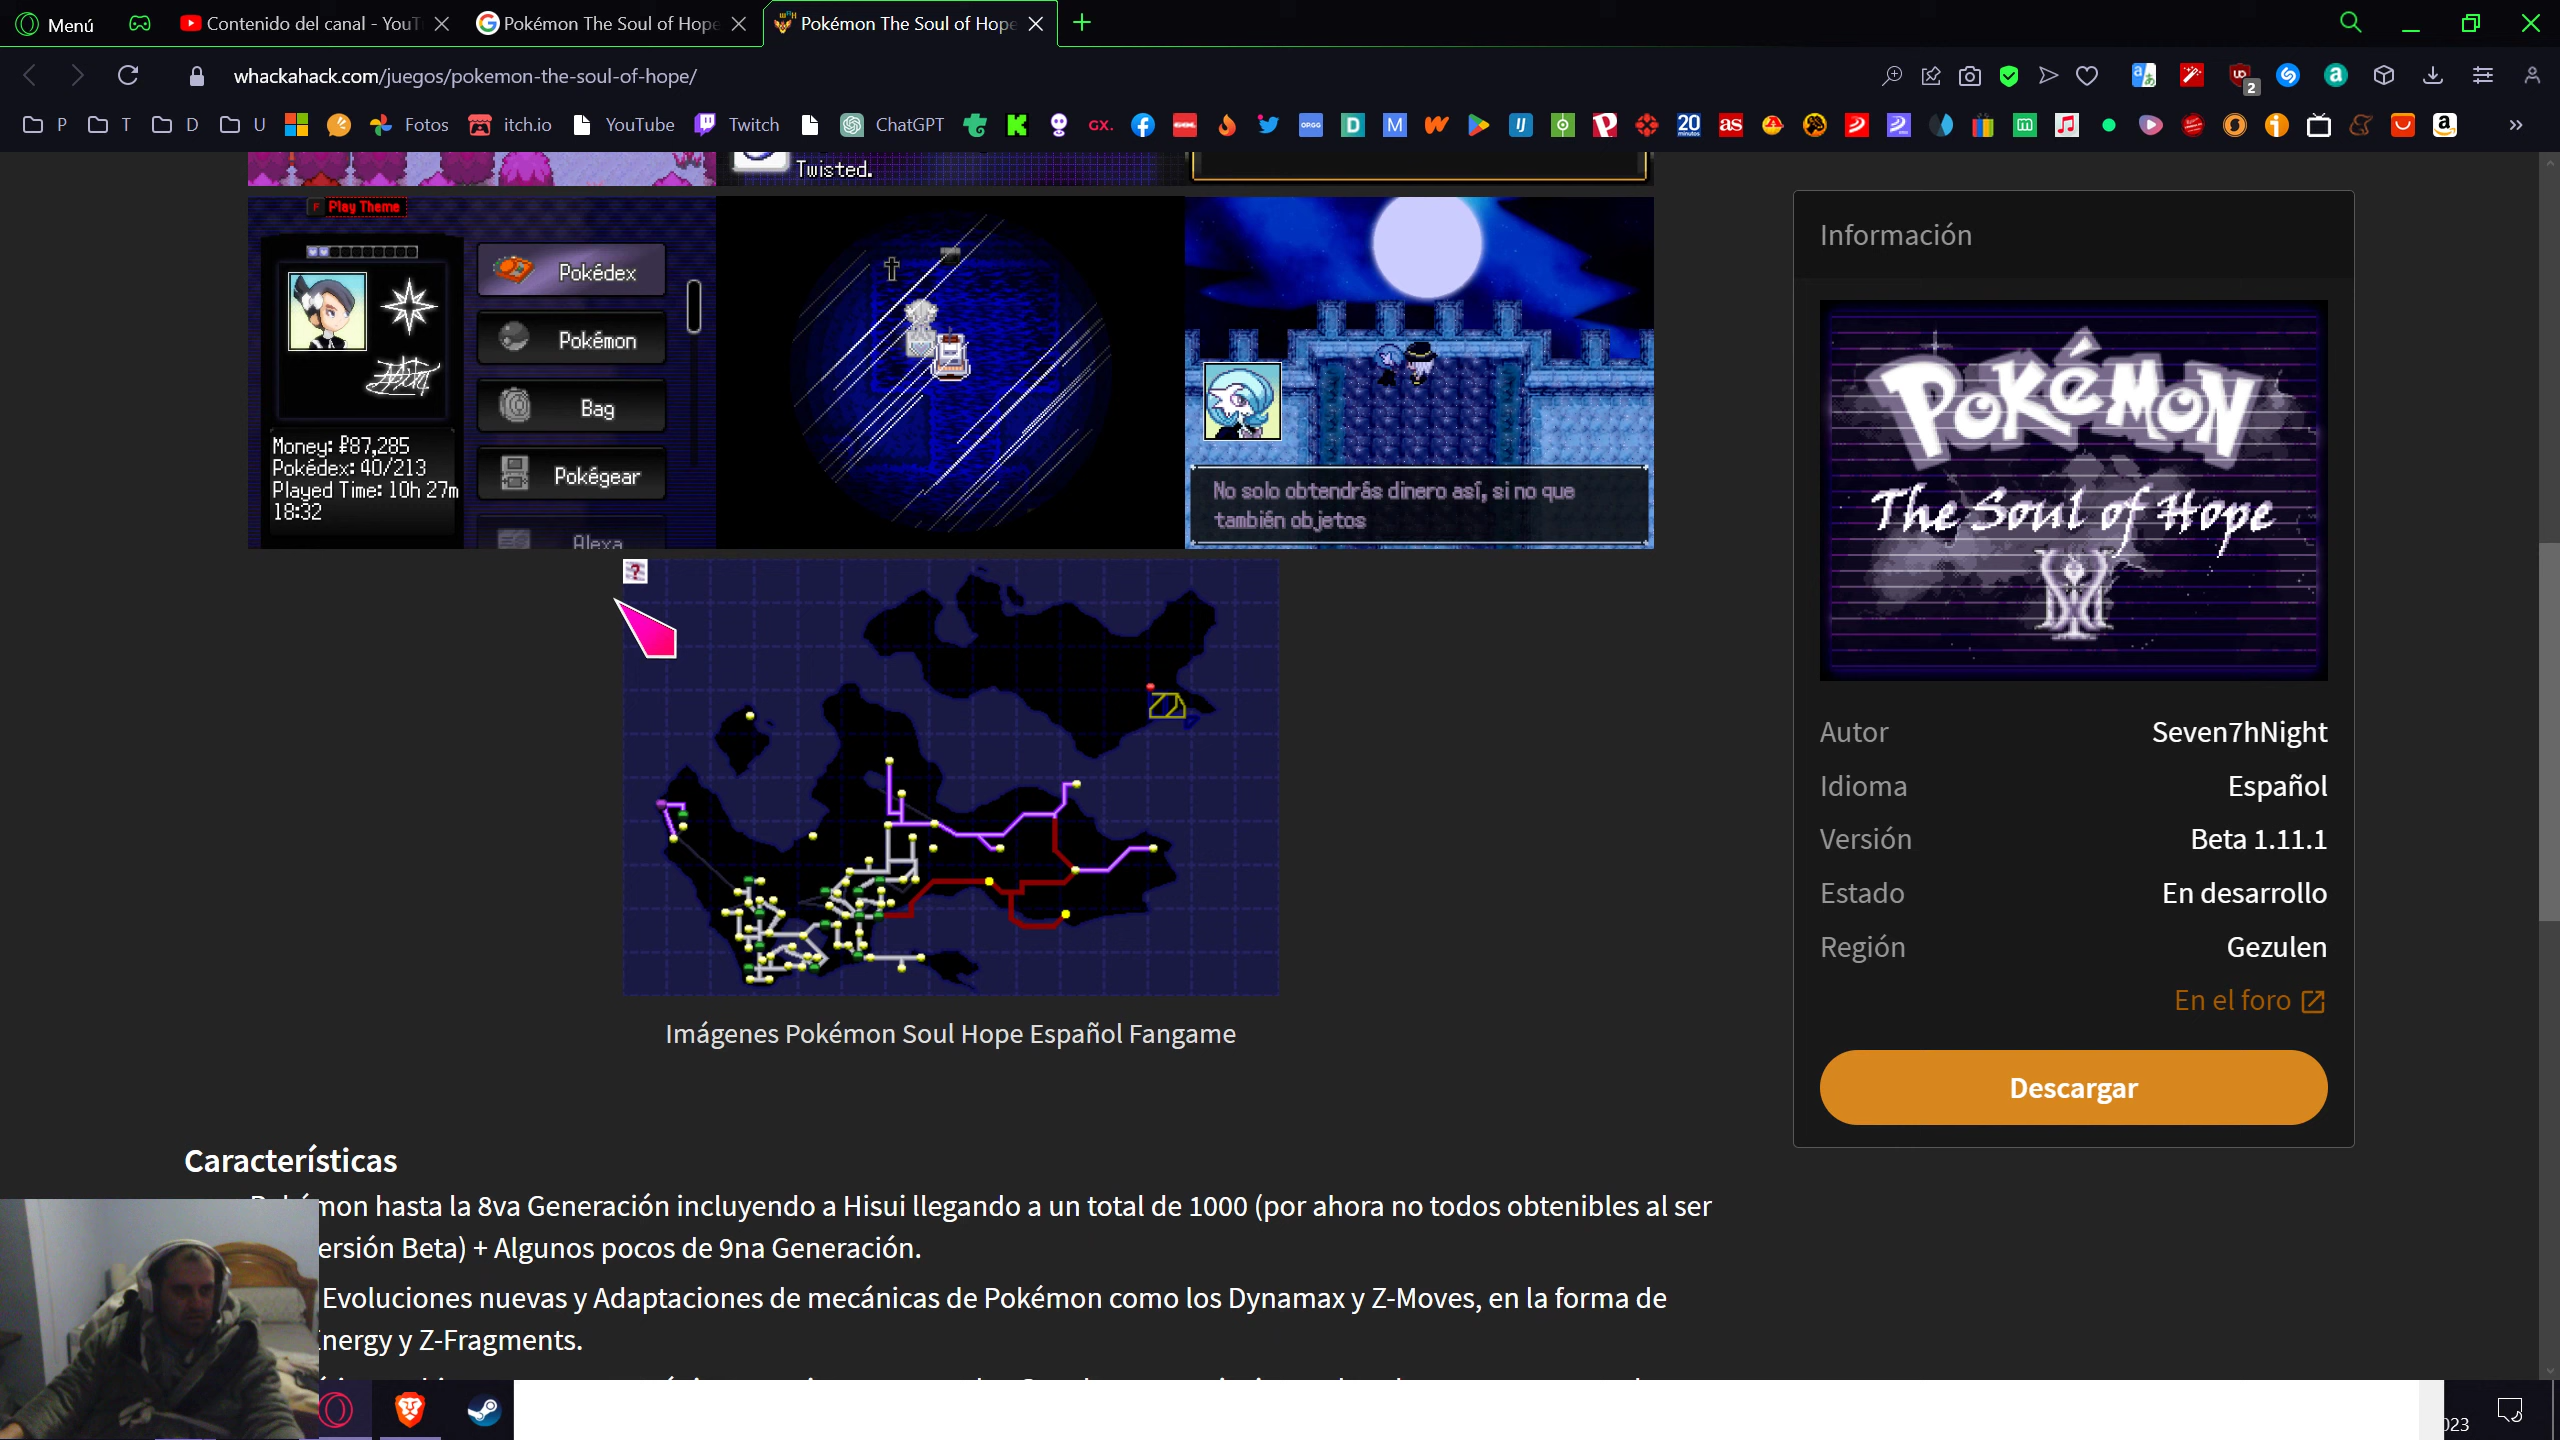 Menú
Contenido del canal - YouT
Pokémon The Soul of Hope
Pokémon The Soul of Hope
whackahack.com/juegos/pokemon-the-soul-of-hope/
2
P
T
D
U
Fotos
itch.io
YouTube
Twitch
ChatGPT
GX.
20
as
Twisted.
F Play Theme
Pokédex
Pokémon
Bag
Pokégear
Alexa
Money: ₽87,285
Pokédex: 40/213
Played Time: 10h 27m
18:32
No solo obtendrás dinero así, si no que
también objetos
?
Imágenes Pokémon Soul Hope Español Fangame
Información
POKéMON
The Soul of Hope
Autor Seven7hNight
Idioma Español
Versión Beta 1.11.1
Estado En desarrollo
Región Gezulen
En el foro
Descargar
Características
mon hasta la 8va Generación incluyendo a Hisui llegando a un total de 1000 (por ahora no todos obtenibles al ser
ersión Beta) + Algunos pocos de 9na Generación.
Evoluciones nuevas y Adaptaciones de mecánicas de Pokémon como los Dynamax y Z-Moves, en la forma de
nergy y Z-Fragments.
023